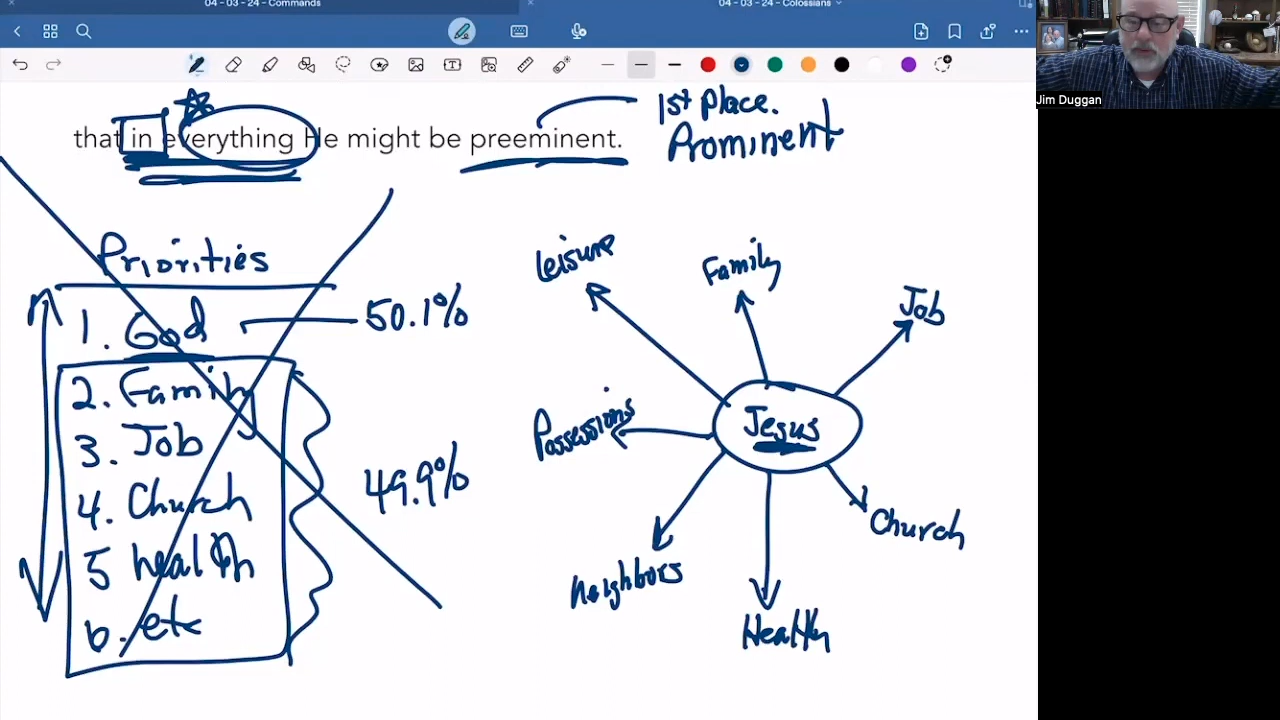 04 - 03 - 24 - Commands
04 - 03 - 24 - Colossians
Jim Duggan
1st Place.
that in everything He might be preeminent.
Prominent
Priorities
1. God
50.1%
2. Family
3. Job
4. Church
5 health
6. etc
49.9%
Leisure
Family
Job
Possessions
Jesus
Church
Neighbors
Health